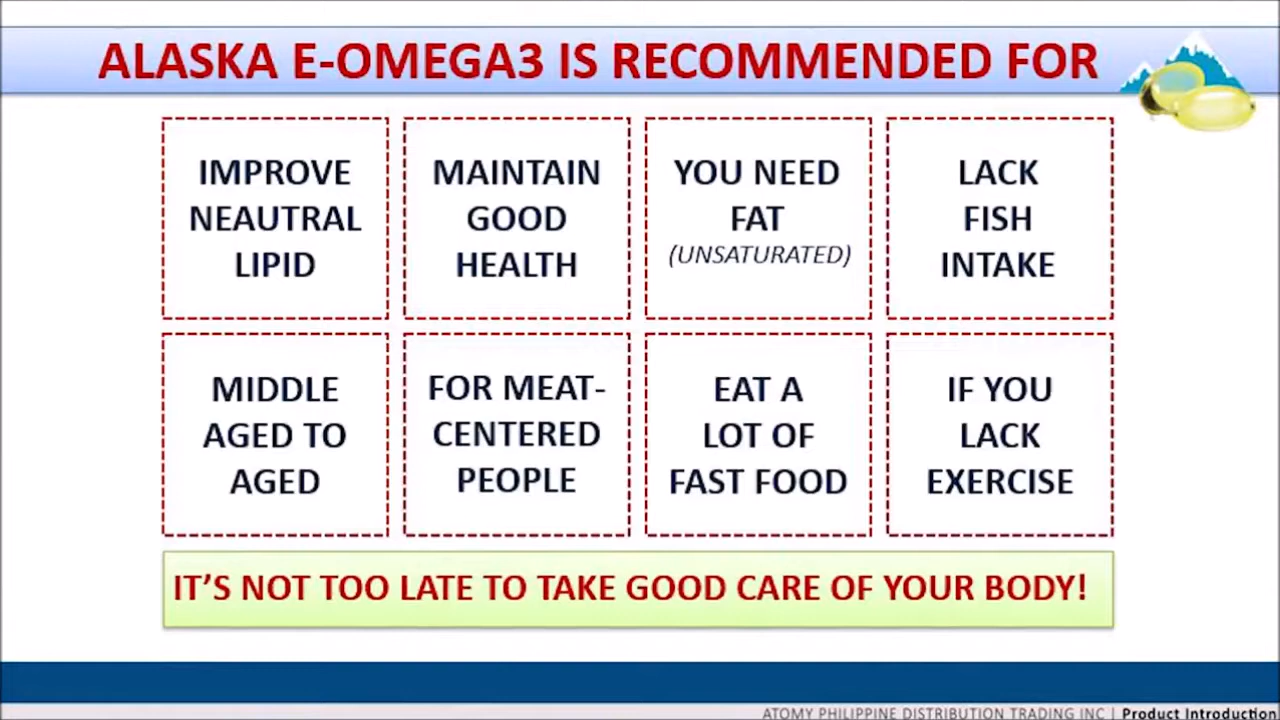 ALASKA E-OMEGA3 IS RECOMMENDED FOR
IMPROVE
NEAUTRAL
LIPID
MAINTAIN
GOOD
HEALTH
YOU NEED
FAT
(UNSATURATED)
LACK
FISH
INTAKE
MIDDLE
AGED TO
AGED
FOR MEAT-
CENTERED
PEOPLE
EAT A
LOT OF
FAST FOOD
IF YOU
LACK
EXERCISE
IT'S NOT TOO LATE TO TAKE GOOD CARE OF YOUR BODY!
ATOMY PHILIPPINE DISTRIBUTION TRADING INC | Product Introduction